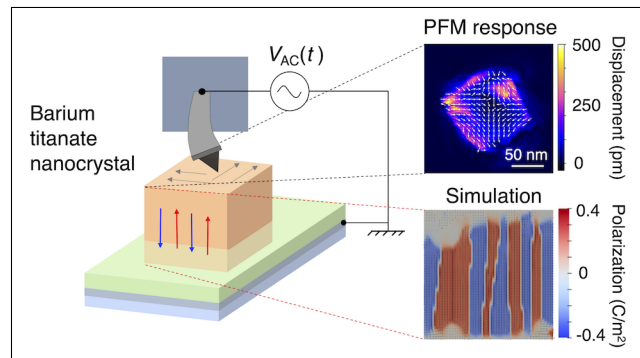 PFM response
V_AC(t)
Barium
titanate
nanocrystal
50 nm
500
250
0
Displacement
(pm)
Simulation
0.4
0
-0.4
Polarization (C/m²)